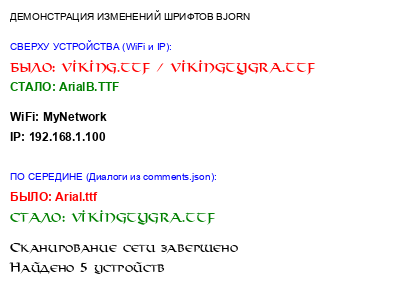 ДЕМОНСТРАЦИЯ ИЗМЕНЕНИЙ ШРИФТОВ BJORN
СВЕРХУ УСТРОЙСТВА (WiFi и IP):
БЫЛО: VIKING.TTF / VIKINGTYGRA.TTF
СТАЛО: ArialB.TTF
WiFi: MyNetwork
IP: 192.168.1.100
ПО СЕРЕДИНЕ (Диалоги из comments.json):
БЫЛО: Arial.ttf
СТАЛО: VIKINGTYGRA.TTF
Сканирование сети завершено
Найдено 5 устройств